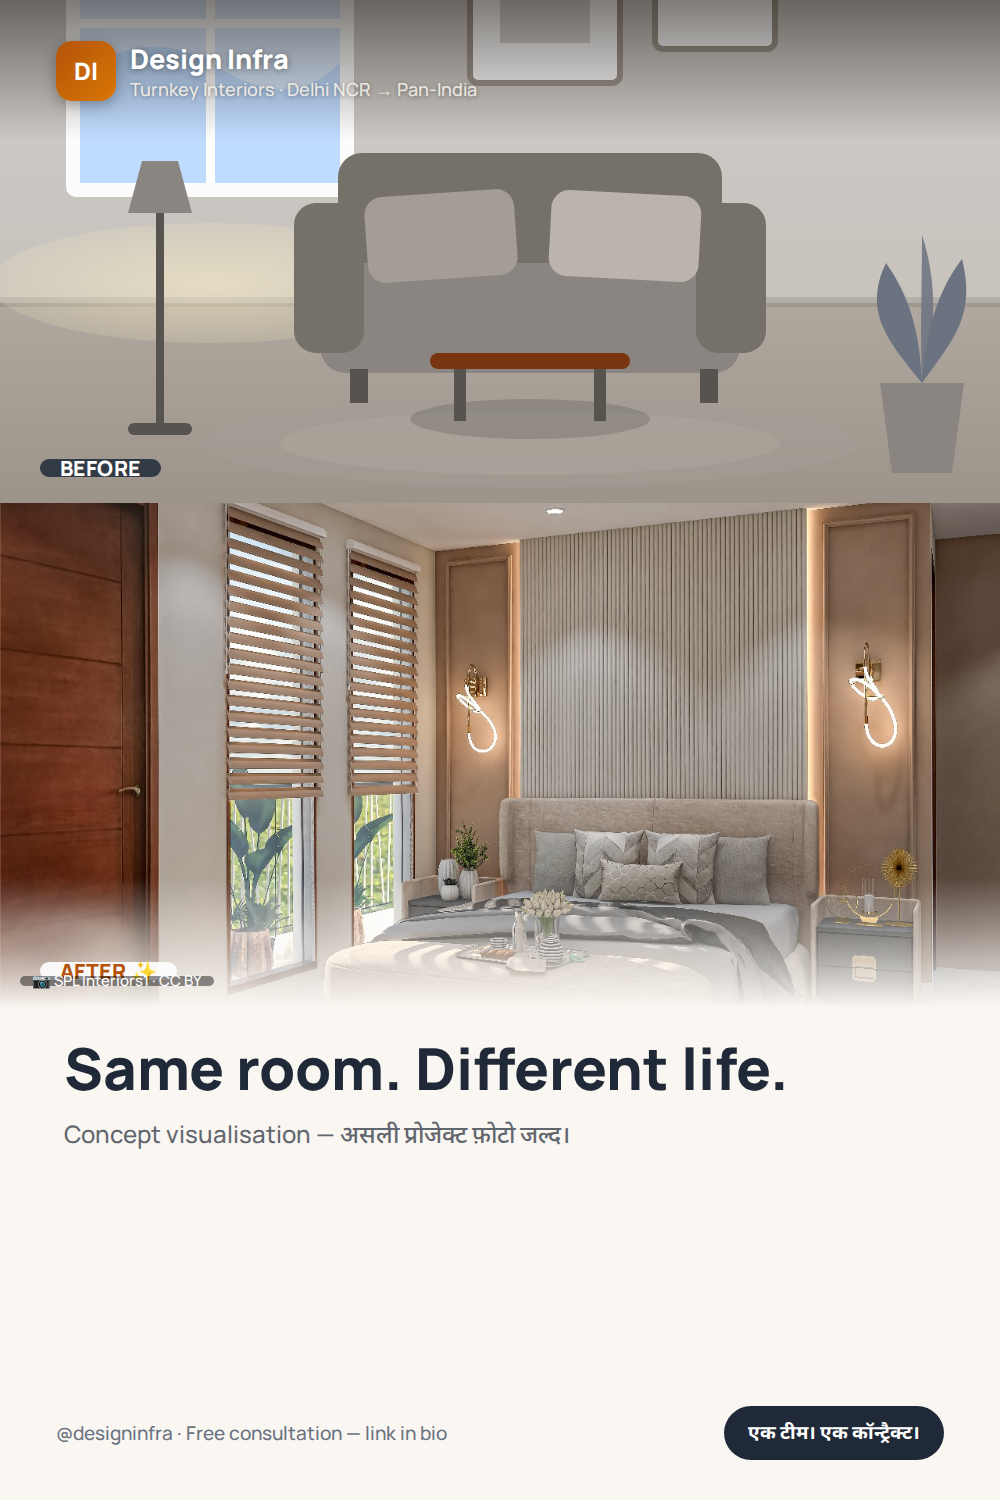 DI
Design Infra
Turnkey Interiors · Delhi NCR → Pan-India
BEFORE
AFTER ✨
📷 SPL Interiors · CC BY
Same room. Different life.
Concept visualisation — असली प्रोजेक्ट फ़ोटो जल्द।
@designinfra · Free consultation — link in bio
एक टीम। एक कॉन्ट्रैक्ट।